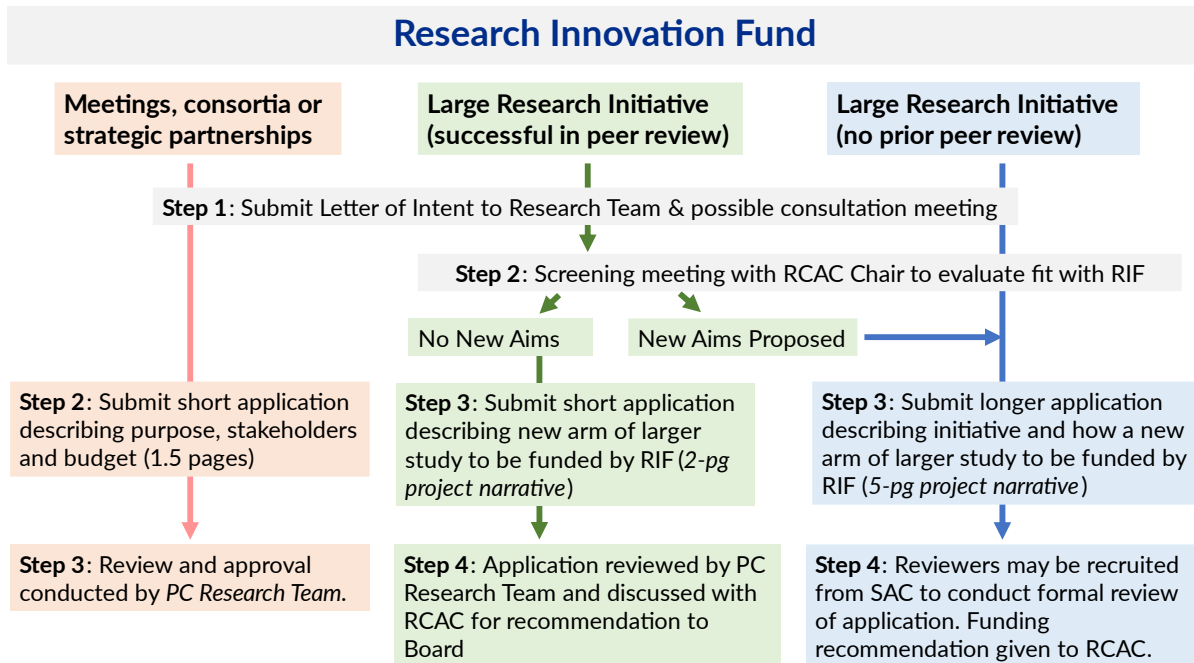 Research Innovation Fund
Meetings, consortia or
strategic partnerships
Large Research Initiative
(successful in peer review)
Large Research Initiative
(no prior peer review)
Step 1: Submit Letter of Intent to Research Team & possible consultation meeting
Step 2: Screening meeting with RCAC Chair to evaluate fit with RIF
No New Aims
New Aims Proposed
Step 2: Submit short application
describing purpose, stakeholders
and budget (1.5 pages)
Step 3: Submit short application
describing new arm of larger
study to be funded by RIF (2-pg
project narrative)
Step 3: Submit longer application
describing initiative and how a new
arm of larger study to be funded by
RIF (5-pg project narrative)
Step 3: Review and approval
conducted by PC Research Team.
Step 4: Application reviewed by PC
Research Team and discussed with
RCAC for recommendation to
Board
Step 4: Reviewers may be recruited
from SAC to conduct formal review
of application. Funding
recommendation given to RCAC.